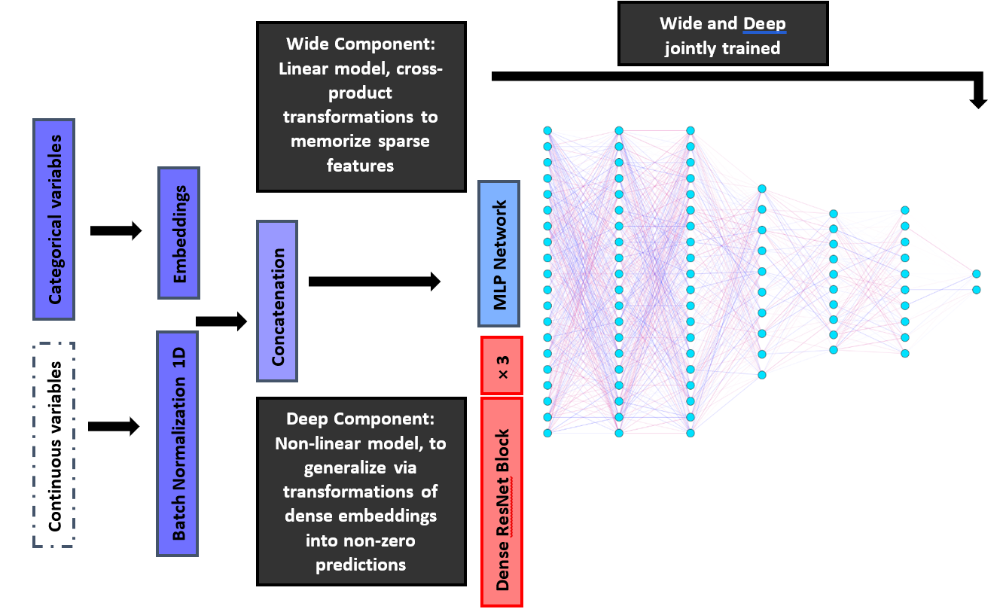 Wide and Deep
jointly trained
Wide Component:
Linear model, cross-
product
transformations to
memorize sparse
features
Categorical variables
Embeddings
Continuous variables
Batch Normalization 1D
Concatenation
MLP Network
× 3
Dense ResNet Block
Deep Component:
Non-linear model, to
generalize via
transformations of
dense embeddings
into non-zero
predictions